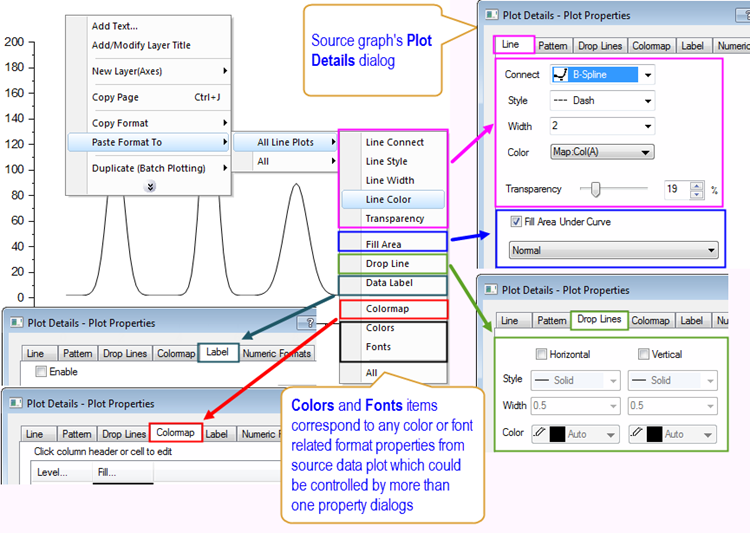 Add Text...
Add/Modify Layer Title
New Layer(Axes)
Copy Page Ctrl+J
Copy Format
Paste Format To
Duplicate (Batch Plotting)
All Line Plots
All
Line Connect
Line Style
Line Width
Line Color
Transparency
Fill Area
Drop Line
Data Label
Colormap
Colors
Fonts
All
200
180
160
140
120
100
80
60
40
20
0
Source graph's Plot
Details dialog
Plot Details - Plot Properties
Line Pattern Drop Lines Colormap Label Numeric
Connect B-Spline
Style Dash
Width 2
Color Map:Col(A)
Transparency 19 %
Fill Area Under Curve
Normal
Plot Details - Plot Properties
Line Pattern Drop Lines Colormap Label Nu
Horizontal Vertical
Style Solid Solid
Width 0.5 0.5
Color Auto Auto
Plot Details - Plot Properties
Line Pattern Drop Lines Colormap Label Numeric Formats
Enable
Plot Details - Plot Properties
Line Pattern Drop Lines Colormap Label Numeric F
Click column header or cell to edit
Level... Fill...
Colors and Fonts items
correspond to any color or font
related format properties from
source data plot which could
be controlled by more than
one property dialogs